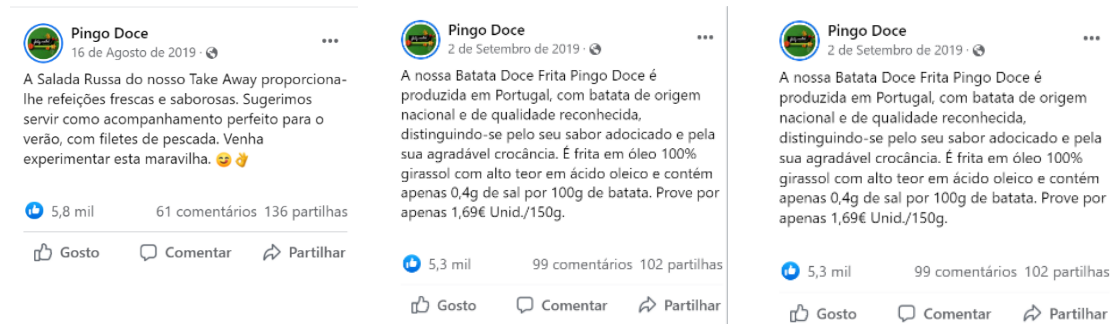 Pingo Doce
16 de Agosto de 2019 ·
A Salada Russa do nosso Take Away proporciona-
lhe refeições frescas e saborosas. Sugerimos
servir como acompanhamento perfeito para o
verão, com filetes de pescada. Venha
experimentar esta maravilha. 😊👌
5,8 mil 61 comentários 136 partilhas
Gosto Comentar Partilhar
Pingo Doce
2 de Setembro de 2019 ·
A nossa Batata Doce Frita Pingo Doce é
produzida em Portugal, com batata de origem
nacional e de qualidade reconhecida,
distinguindo-se pelo seu sabor adocicado e pela
sua agradável crocância. É frita em óleo 100%
girassol com alto teor em ácido oleico e contém
apenas 0,4g de sal por 100g de batata. Prove por
apenas 1,69€ Unid./150g.
5,3 mil 99 comentários 102 partilhas
Gosto Comentar Partilhar
Pingo Doce
2 de Setembro de 2019 ·
A nossa Batata Doce Frita Pingo Doce é
produzida em Portugal, com batata de origem
nacional e de qualidade reconhecida,
distinguindo-se pelo seu sabor adocicado e pela
sua agradável crocância. É frita em óleo 100%
girassol com alto teor em ácido oleico e contém
apenas 0,4g de sal por 100g de batata. Prove por
apenas 1,69€ Unid./150g.
5,3 mil 99 comentários 102 partilhas
Gosto Comentar Partilhar